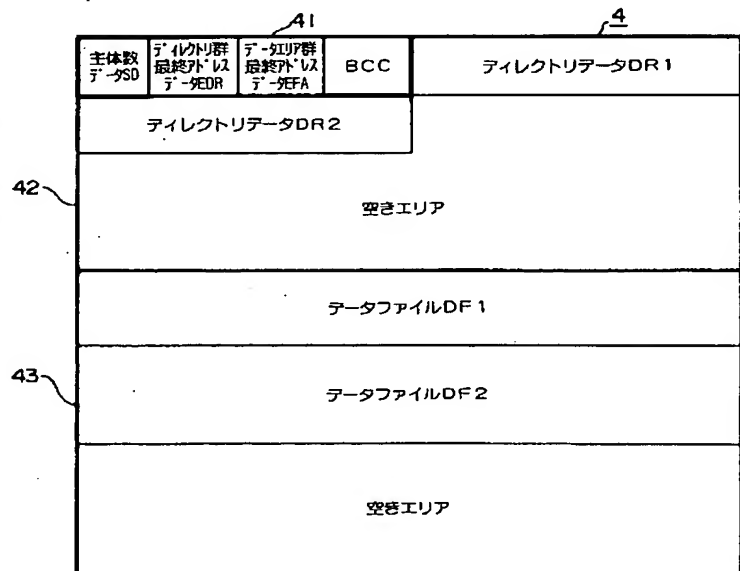 41
4
主体数
データSD
ディレクトリ群
最終アドレス
データEDR
データエリア群
最終アドレス
データEFA
BCC
ディレクトリデータDR1
ディレクトリデータDR2
42
空きエリア
データファイルDF1
43
データファイルDF2
空きエリア